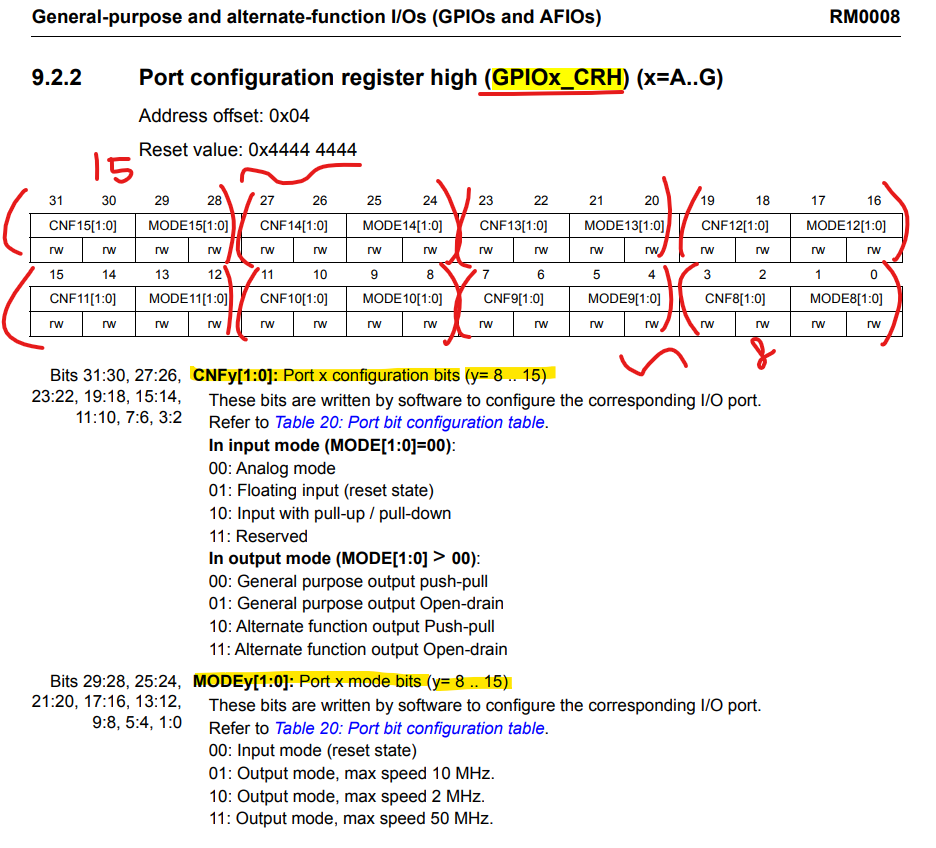 General-purpose and alternate-function I/Os (GPIOs and AFIOs) RM0008
9.2.2 Port configuration register high (GPIOx_CRH) (x=A..G)
Address offset: 0x04
Reset value: 0x4444 4444
15
31 30 29 28 27 26 25 24 23 22 21 20 19 18 17 16
CNF15[1:0] MODE15[1:0] CNF14[1:0] MODE14[1:0] CNF13[1:0] MODE13[1:0] CNF12[1:0] MODE12[1:0]
rw rw rw rw rw rw rw rw rw rw rw rw rw rw rw rw
15 14 13 12 11 10 9 8 7 6 5 4 3 2 1 0
CNF11[1:0] MODE11[1:0] CNF10[1:0] MODE10[1:0] CNF9[1:0] MODE9[1:0] CNF8[1:0] MODE8[1:0]
rw rw rw rw rw rw rw rw rw rw rw rw rw rw rw rw
8
Bits 31:30, 27:26, CNFy[1:0]: Port x configuration bits (y= 8 .. 15)
23:22, 19:18, 15:14, These bits are written by software to configure the corresponding I/O port.
11:10, 7:6, 3:2 Refer to Table 20: Port bit configuration table.
In input mode (MODE[1:0]=00):
00: Analog mode
01: Floating input (reset state)
10: Input with pull-up / pull-down
11: Reserved
In output mode (MODE[1:0] > 00):
00: General purpose output push-pull
01: General purpose output Open-drain
10: Alternate function output Push-pull
11: Alternate function output Open-drain
Bits 29:28, 25:24, MODEy[1:0]: Port x mode bits (y= 8 .. 15)
21:20, 17:16, 13:12, These bits are written by software to configure the corresponding I/O port.
9:8, 5:4, 1:0 Refer to Table 20: Port bit configuration table.
00: Input mode (reset state)
01: Output mode, max speed 10 MHz.
10: Output mode, max speed 2 MHz.
11: Output mode, max speed 50 MHz.